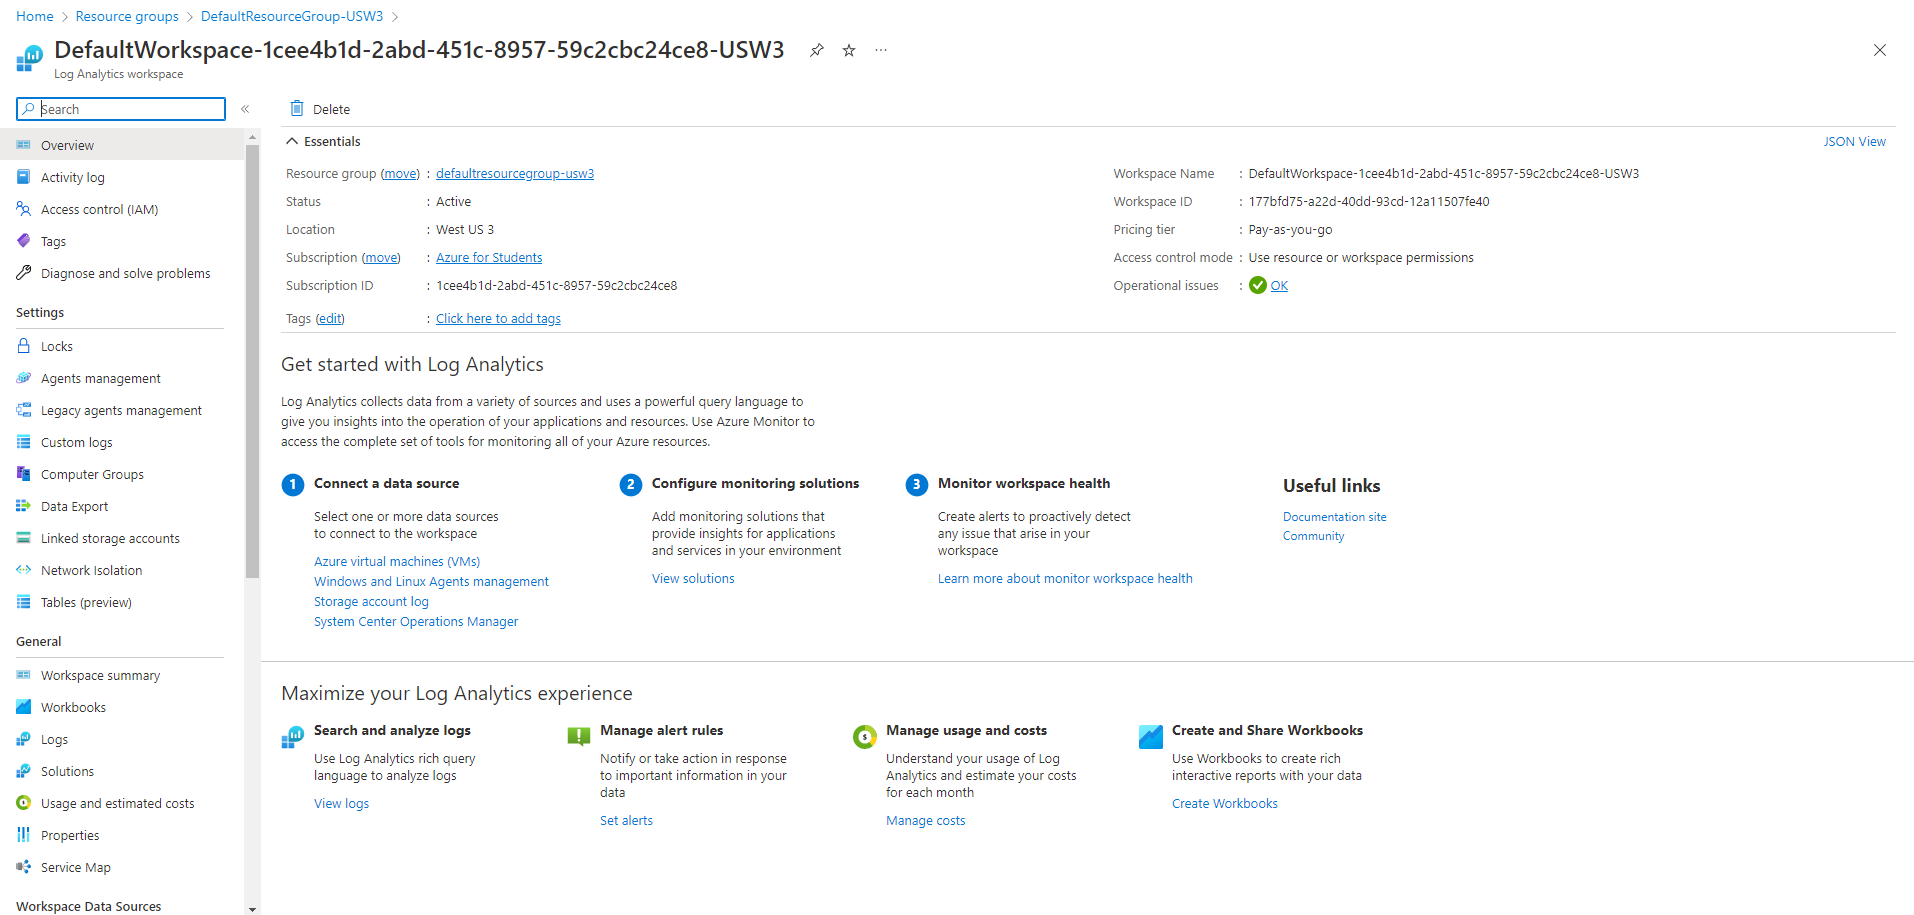 Home > Resource groups > DefaultResourceGroup-USW3 >
DefaultWorkspace-1cee4b1d-2abd-451c-8957-59c2cbc24ce8-USW3
Log Analytics workspace
Search
«
Overview
Activity log
Access control (IAM)
Tags
Diagnose and solve problems
Settings
Locks
Agents management
Legacy agents management
Custom logs
Computer Groups
Data Export
Linked storage accounts
Network Isolation
Tables (preview)
General
Workspace summary
Workbooks
Logs
Solutions
Usage and estimated costs
Properties
Service Map
Workspace Data Sources
Delete
Essentials
JSON View
Resource group (move) : defaultresourcegroup-usw3
Status : Active
Location : West US 3
Subscription (move) : Azure for Students
Subscription ID : 1cee4b1d-2abd-451c-8957-59c2cbc24ce8
Tags (edit) : Click here to add tags
Workspace Name : DefaultWorkspace-1cee4b1d-2abd-451c-8957-59c2cbc24ce8-USW3
Workspace ID : 177bfd75-a22d-40dd-93cd-12a11507fe40
Pricing tier : Pay-as-you-go
Access control mode : Use resource or workspace permissions
Operational issues : OK
Get started with Log Analytics
Log Analytics collects data from a variety of sources and uses a powerful query language to
give you insights into the operation of your applications and resources. Use Azure Monitor to
access the complete set of tools for monitoring all of your Azure resources.
1 Connect a data source
Select one or more data sources
to connect to the workspace
Azure virtual machines (VMs)
Windows and Linux Agents management
Storage account log
System Center Operations Manager
2 Configure monitoring solutions
Add monitoring solutions that
provide insights for applications
and services in your environment
View solutions
3 Monitor workspace health
Create alerts to proactively detect
any issue that arise in your
workspace
Learn more about monitor workspace health
Useful links
Documentation site
Community
Maximize your Log Analytics experience
Search and analyze logs
Use Log Analytics rich query
language to analyze logs
View logs
Manage alert rules
Notify or take action in response
to important information in your
data
Set alerts
Manage usage and costs
Understand your usage of Log
Analytics and estimate your costs
for each month
Manage costs
Create and Share Workbooks
Use Workbooks to create rich
interactive reports with your data
Create Workbooks